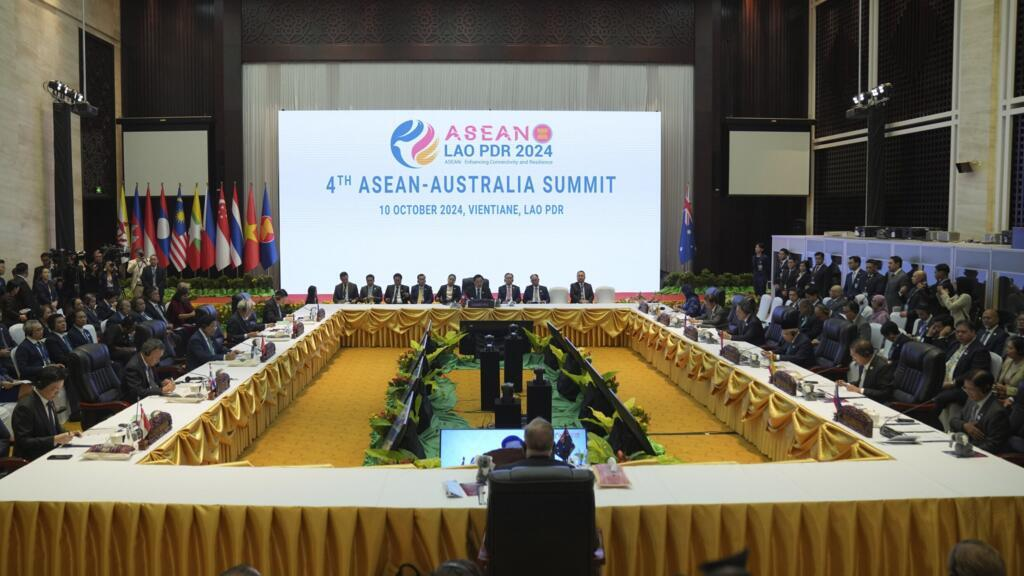 ASEAN
LAO PDR 2024
ASEAN: Enhancing Connectivity and Resilience
4TH ASEAN-AUSTRALIA SUMMIT
10 OCTOBER 2024, VIENTIANE, LAO PDR